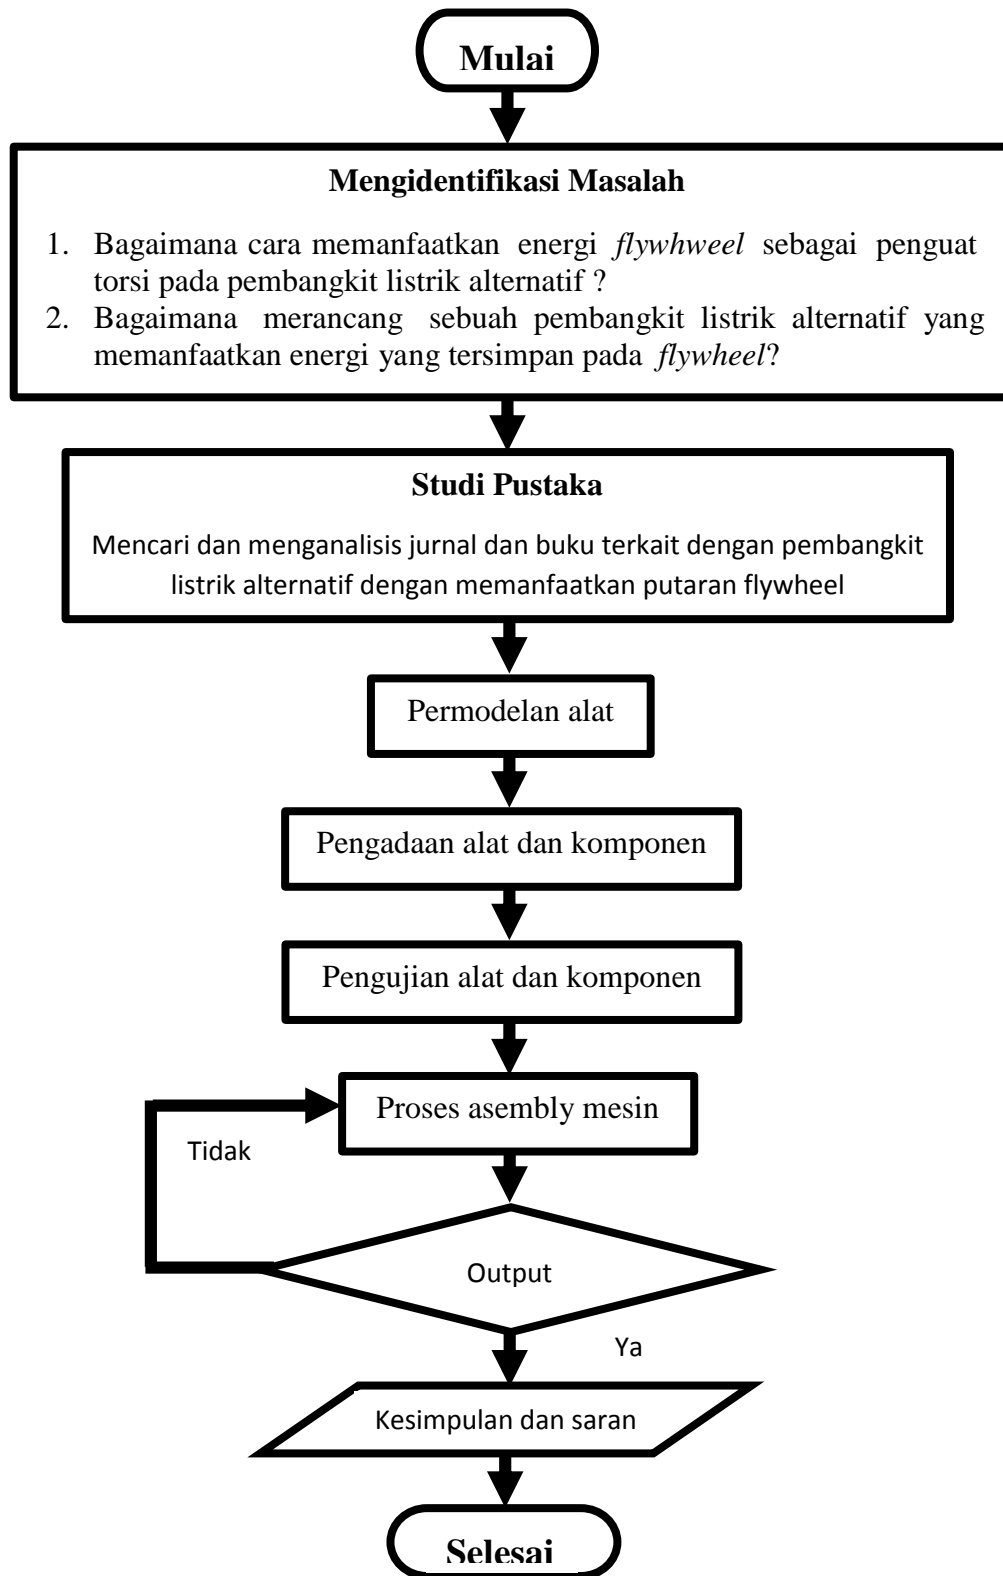 Mulai
Mengidentifikasi Masalah
1. Bagaimana cara memanfaatkan energi flywhweel sebagai penguat
torsi pada pembangkit listrik alternatif ?
2. Bagaimana merancang sebuah pembangkit listrik alternatif yang
memanfaatkan energi yang tersimpan pada flywheel?
Studi Pustaka
Mencari dan menganalisis jurnal dan buku terkait dengan pembangkit
listrik alternatif dengan memanfaatkan putaran flywheel
Permodelan alat
Pengadaan alat dan komponen
Pengujian alat dan komponen
Proses asembly mesin
Tidak
Output
Ya
Kesimpulan dan saran
Selesai